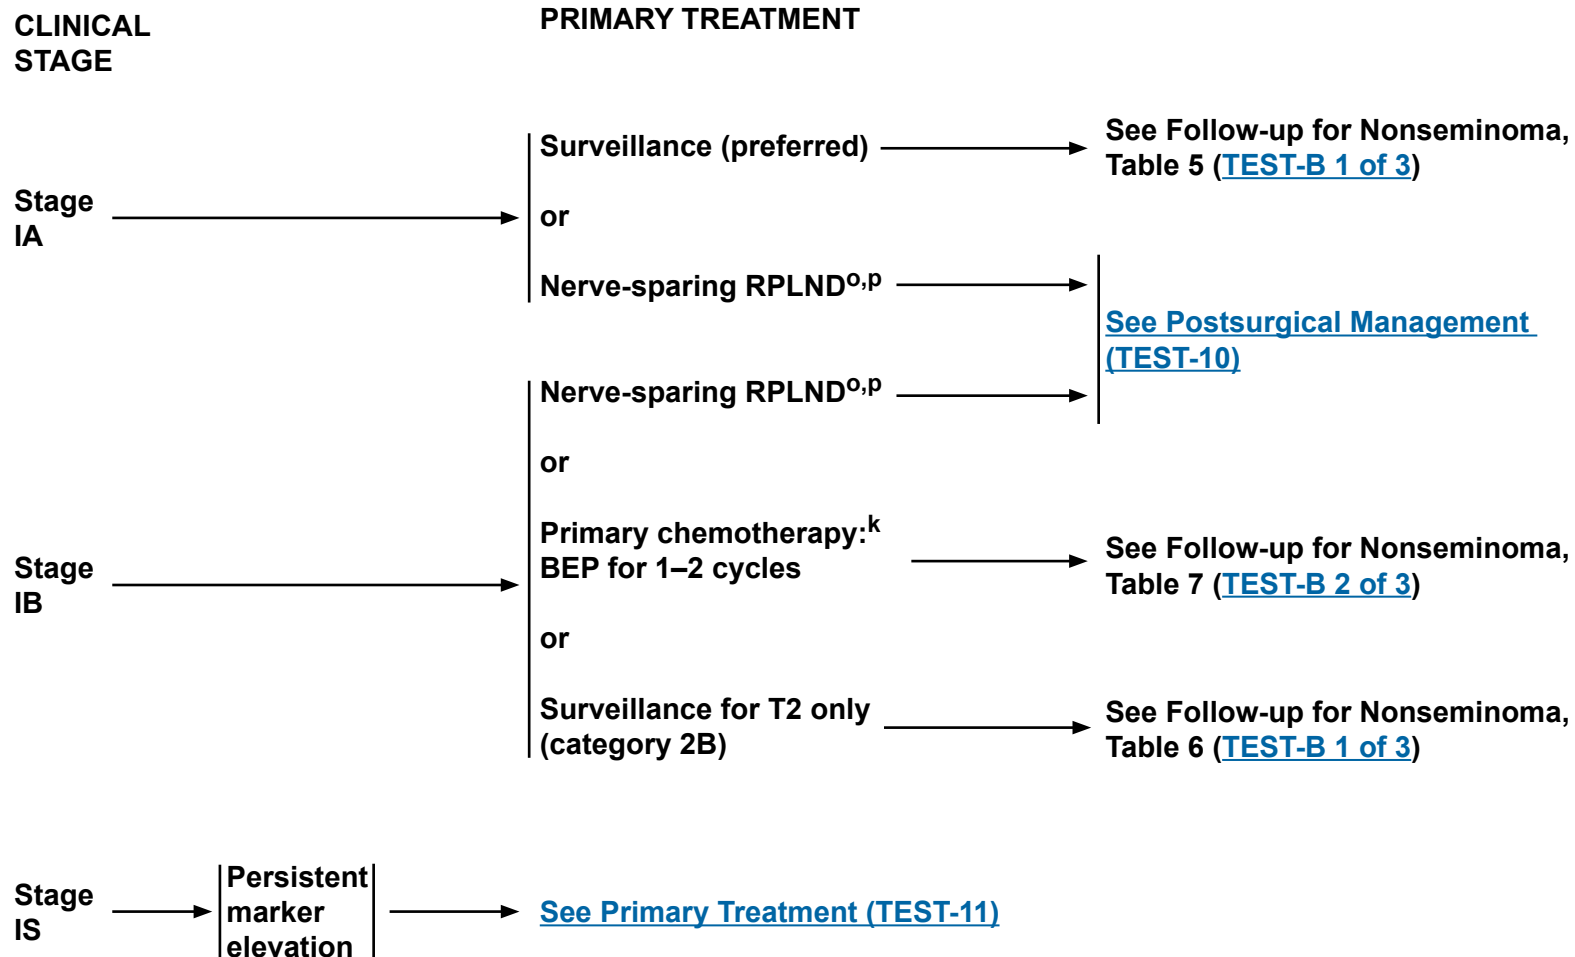 CLINICAL
STAGE
PRIMARY TREATMENT
Stage
IA
Surveillance (preferred)
or
Nerve-sparing RPLNDo,p
See Follow-up for Nonseminoma,
Table 5 (TEST-B 1 of 3)
See Postsurgical Management
(TEST-10)
Stage
IB
Nerve-sparing RPLNDo,p
or
Primary chemotherapy:k
BEP for 1–2 cycles
or
Surveillance for T2 only
(category 2B)
See Follow-up for Nonseminoma,
Table 7 (TEST-B 2 of 3)
See Follow-up for Nonseminoma,
Table 6 (TEST-B 1 of 3)
Stage
IS
Persistent
marker
elevation
See Primary Treatment (TEST-11)